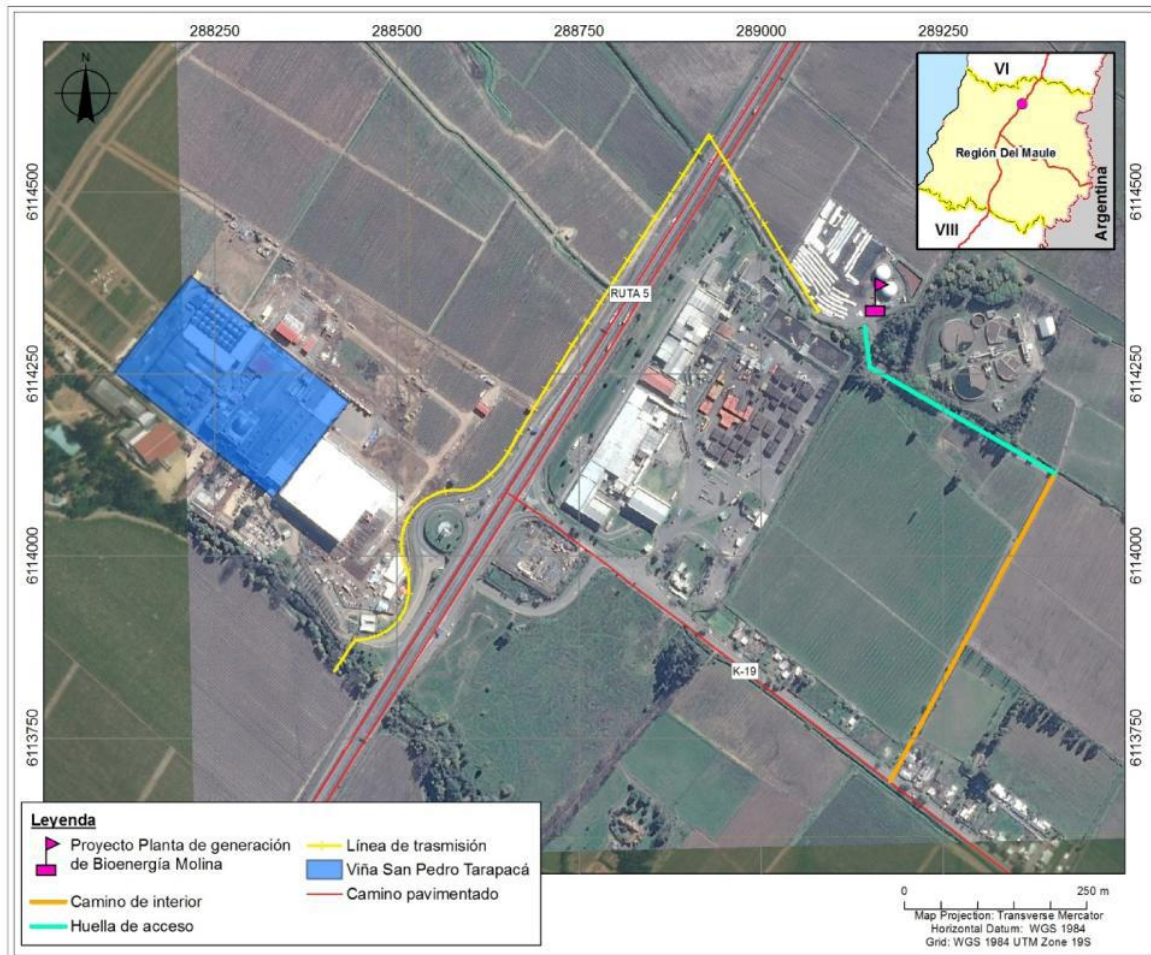 288250 288500 288750 289000 289250
N
VI
Región Del Maule
VIII
Argentina
6114500
6114500
RUTA 5
6114250
6114250
6114000
6114000
K-19
6113750
6113750
Leyenda
Proyecto Planta de generación
de Bioenergía Molina
Camino de interior
Huella de acceso
Línea de trasmisión
Viña San Pedro Tarapacá
Camino pavimentado
0 250 m
Map Projection: Transverse Mercator
Horizontal Datum: WGS 1984
Grid: WGS 1984 UTM Zone 19S